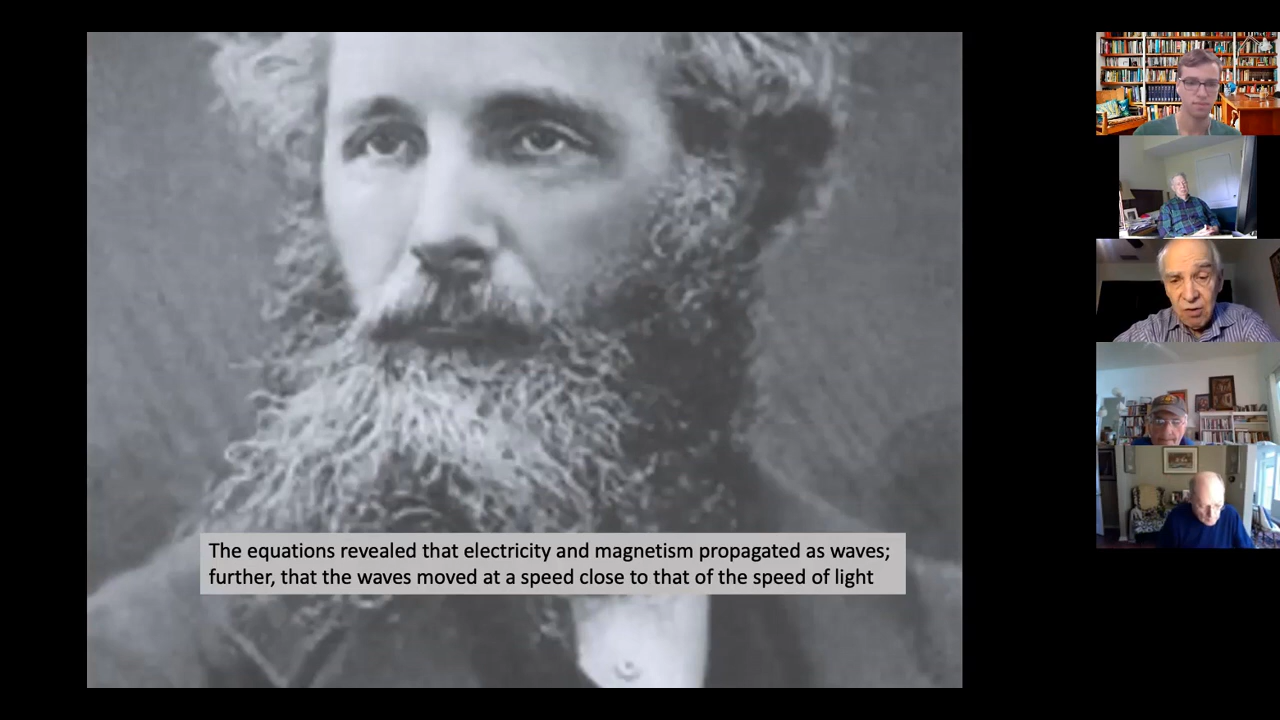 The equations revealed that electricity and magnetism propagated as waves;
further, that the waves moved at a speed close to that of the speed of light